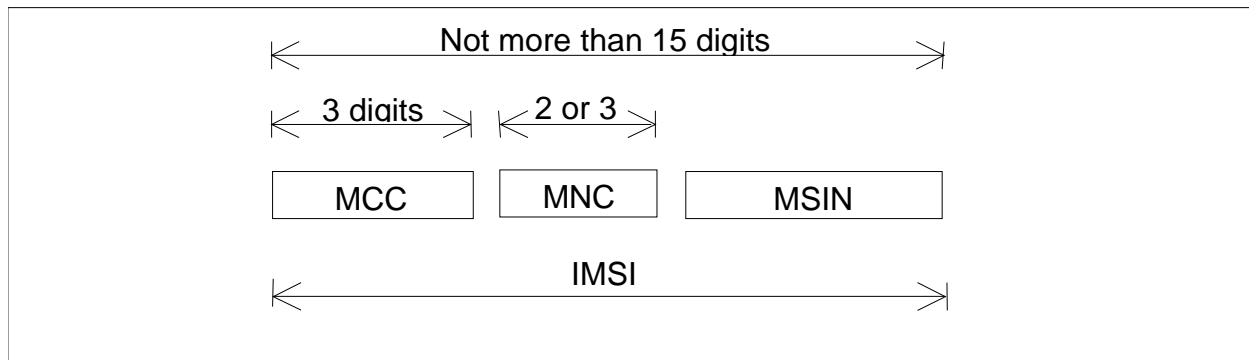 Not more than 15 digits
3 digits 2 or 3
MCC MNC MSIN
IMSI